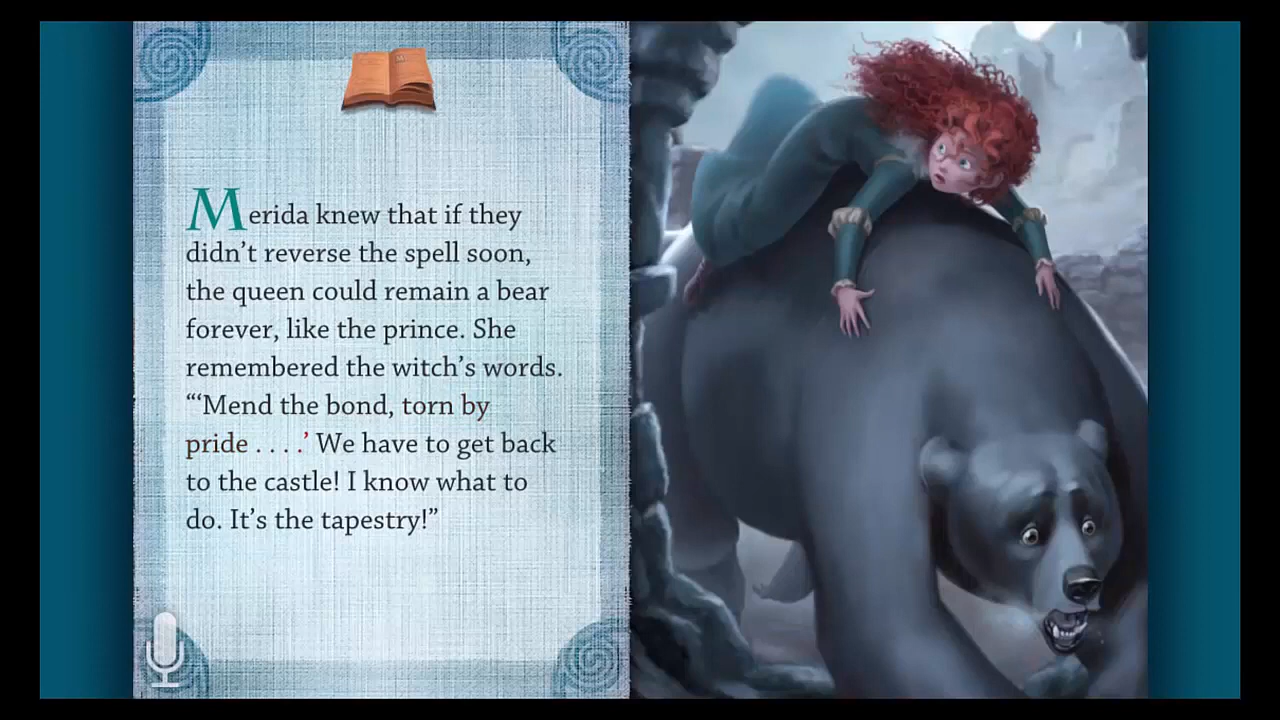 Merida knew that if they
didn’t reverse the spell soon,
the queen could remain a bear
forever, like the prince. She
remembered the witch’s words.
“‘Mend the bond, torn by
pride . . . .’ We have to get back
to the castle! I know what to
do. It’s the tapestry!”